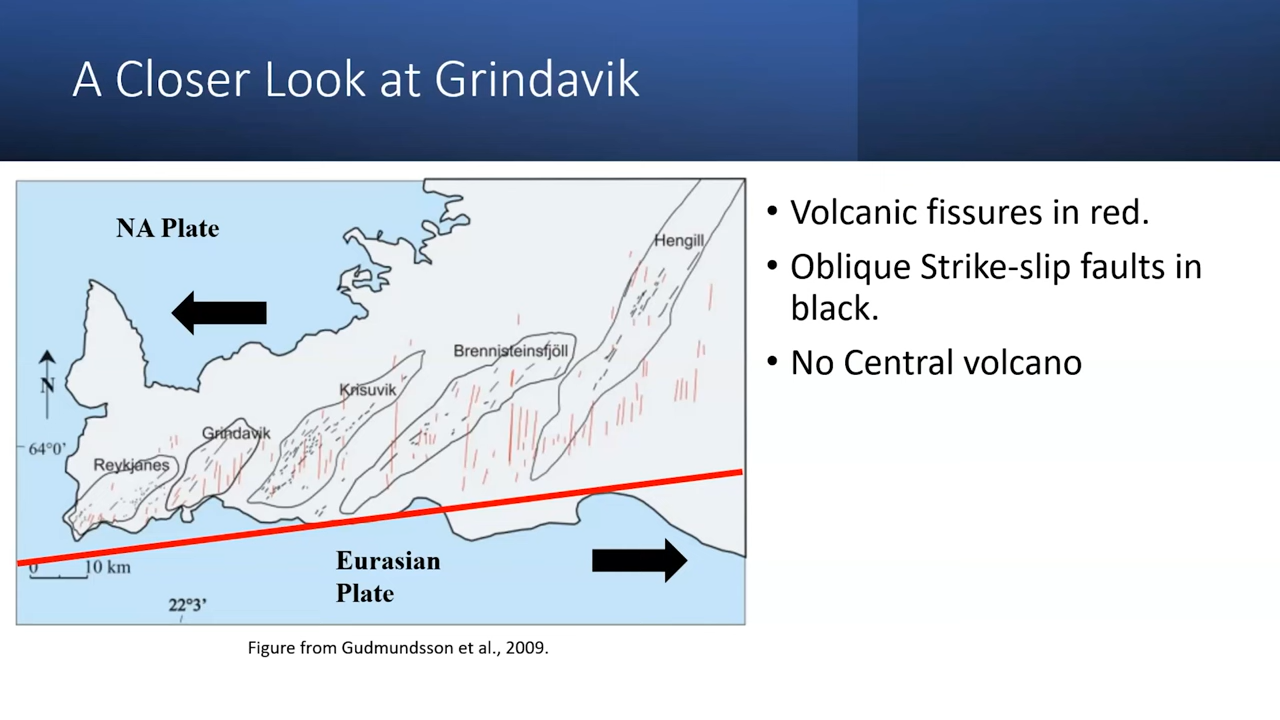 A Closer Look at Grindavik
NA Plate
Hengill
Brennisteinsfjöll
Krisuvik
N
Grindavik
64°0'
Reykjanes
Eurasian
Plate
0 10 km
22°3'
Figure from Gudmundsson et al., 2009.
• Volcanic fissures in red.
• Oblique Strike-slip faults in
black.
• No Central volcano